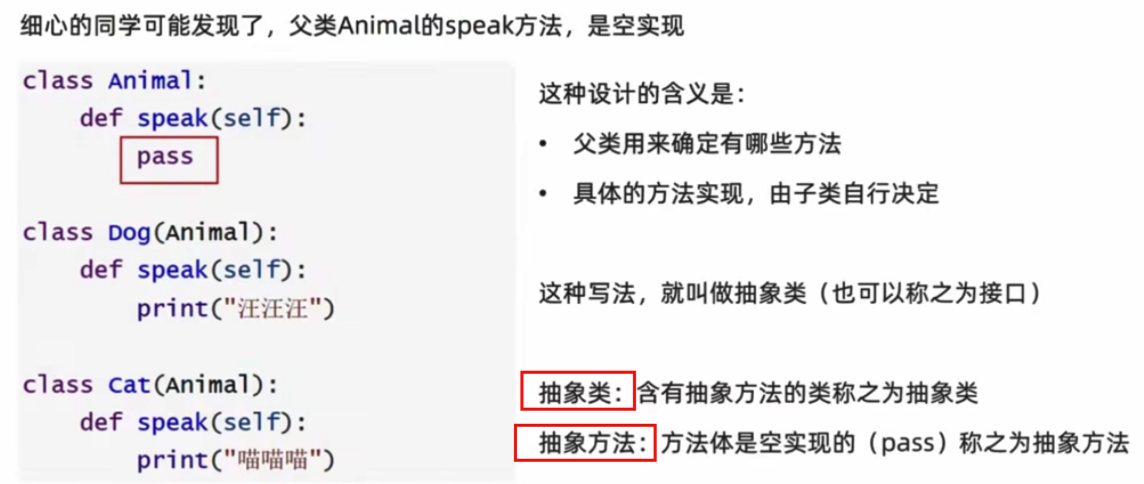 细心的同学可能发现了，父类Animal的speak方法，是空实现
class Animal:
    def speak(self):
        pass
class Dog(Animal):
    def speak(self):
        print("汪汪汪")
class Cat(Animal):
    def speak(self):
        print("喵喵喵")
这种设计的含义是：
• 父类用来确定有哪些方法
• 具体的方法实现，由子类自行决定
这种写法，就叫做抽象类（也可以称之为接口）
抽象类：含有抽象方法的类称之为抽象类
抽象方法：方法体是空实现的（pass）称之为抽象方法